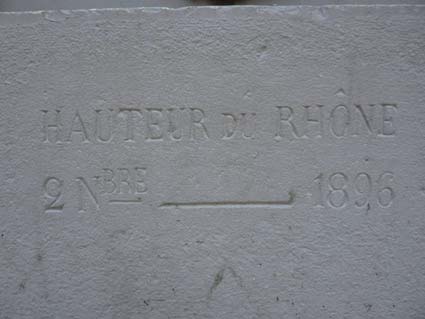 HAUTEUR DU RHÔNE
2 NBRE 1896